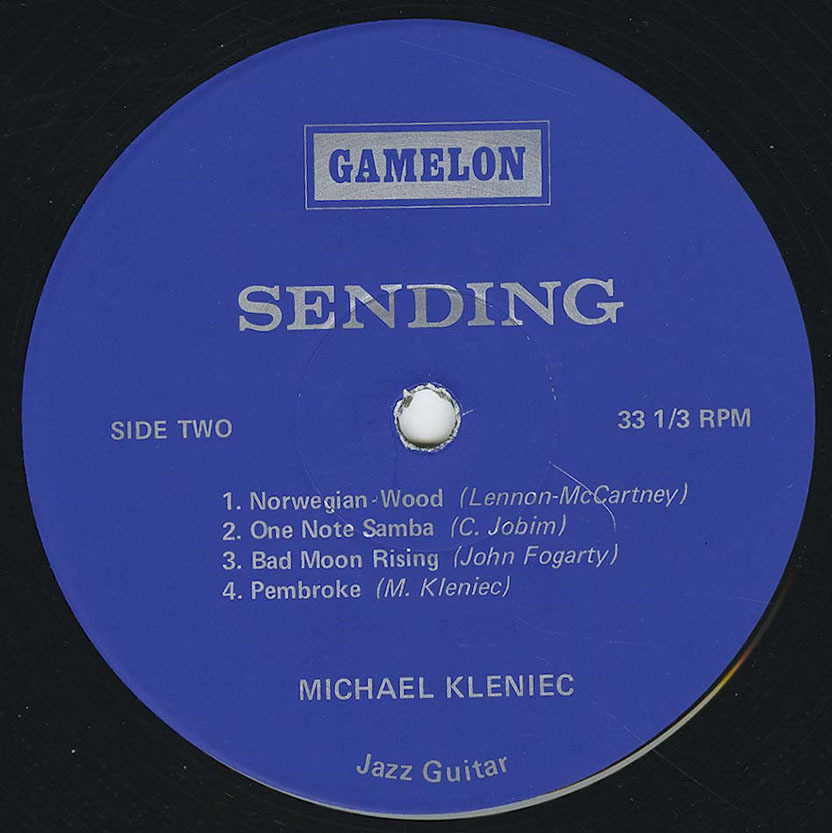 GAMELON
SENDING
SIDE TWO
33 1/3 RPM
1. Norwegian Wood (Lennon-McCartney)
2. One Note Samba (C. Jobim)
3. Bad Moon Rising (John Fogarty)
4. Pembroke (M. Kleniec)
MICHAEL KLENIEC
Jazz Guitar